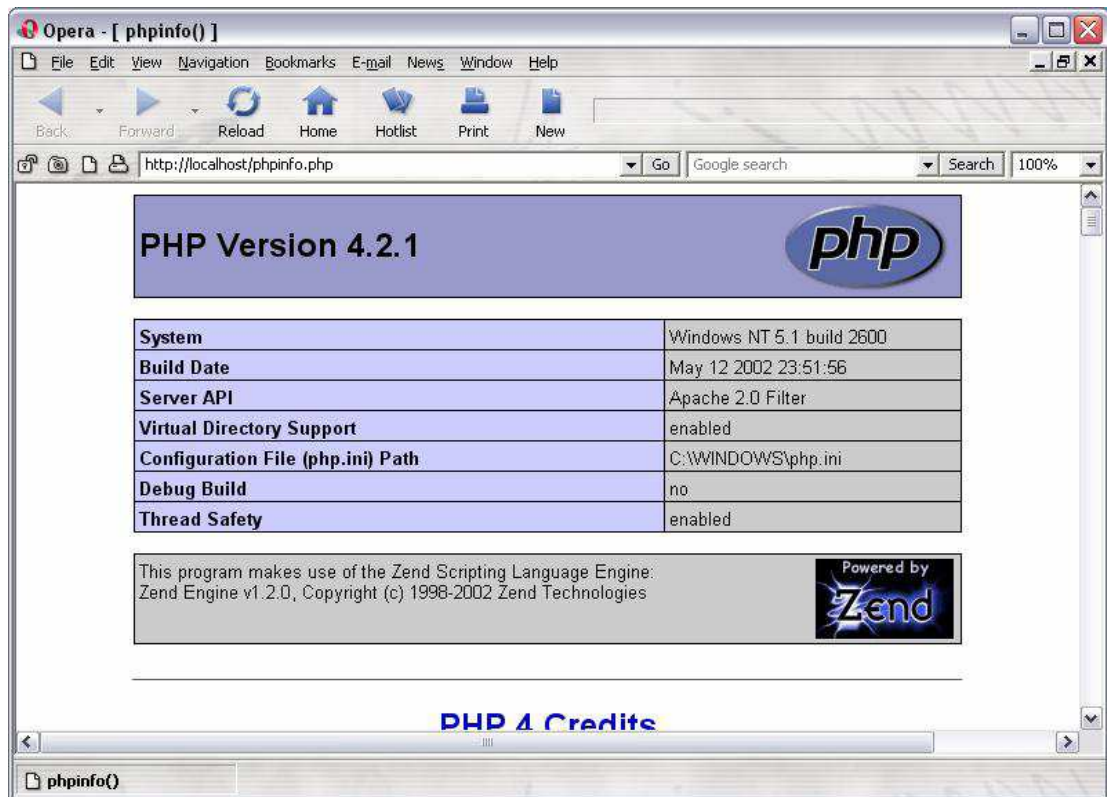 Opera - [ phpinfo() ]
File Edit View Navigation Bookmarks E-mail News Window Help
Back Forward Reload Home Hotlist Print New
http://localhost/phpinfo.php Go Google search Search 100%
PHP Version 4.2.1
php
System Windows NT 5.1 build 2600
Build Date May 12 2002 23:51:56
Server API Apache 2.0 Filter
Virtual Directory Support enabled
Configuration File (php.ini) Path C:\WINDOWS\php.ini
Debug Build no
Thread Safety enabled
This program makes use of the Zend Scripting Language Engine:
Zend Engine v1.2.0, Copyright (c) 1998-2002 Zend Technologies
Powered by
Zend
PHP 4 Credits
phpinfo()